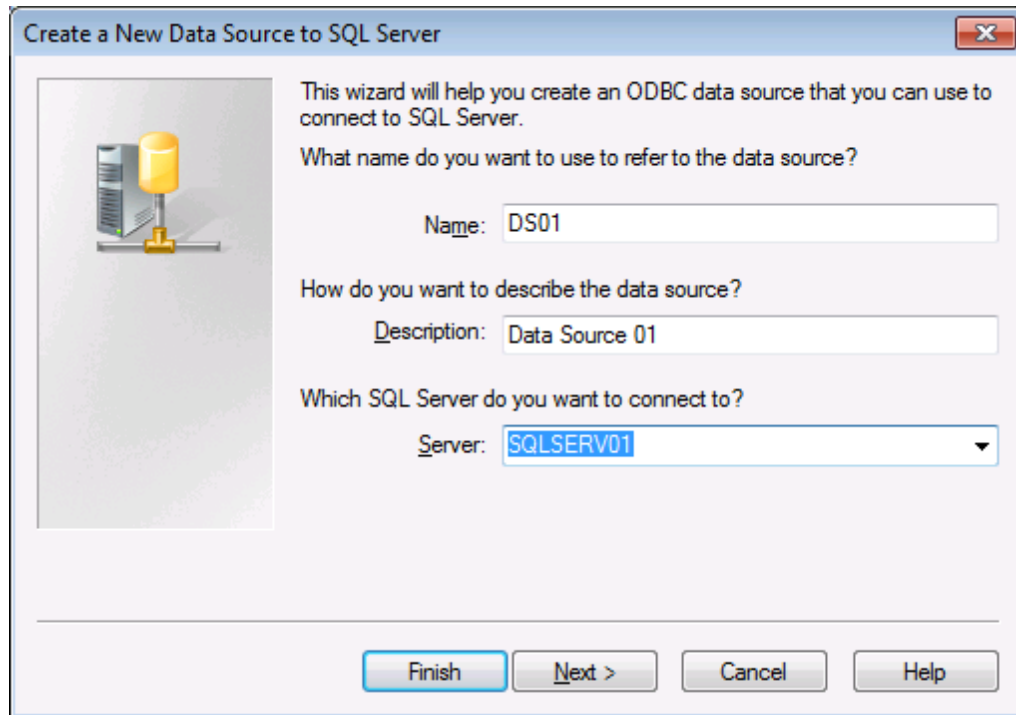 Create a New Data Source to SQL Server
This wizard will help you create an ODBC data source that you can use to
connect to SQL Server.
What name do you want to use to refer to the data source?
Name: DS01
How do you want to describe the data source?
Description: Data Source 01
Which SQL Server do you want to connect to?
Server: SQLSERV01
Finish Next > Cancel Help